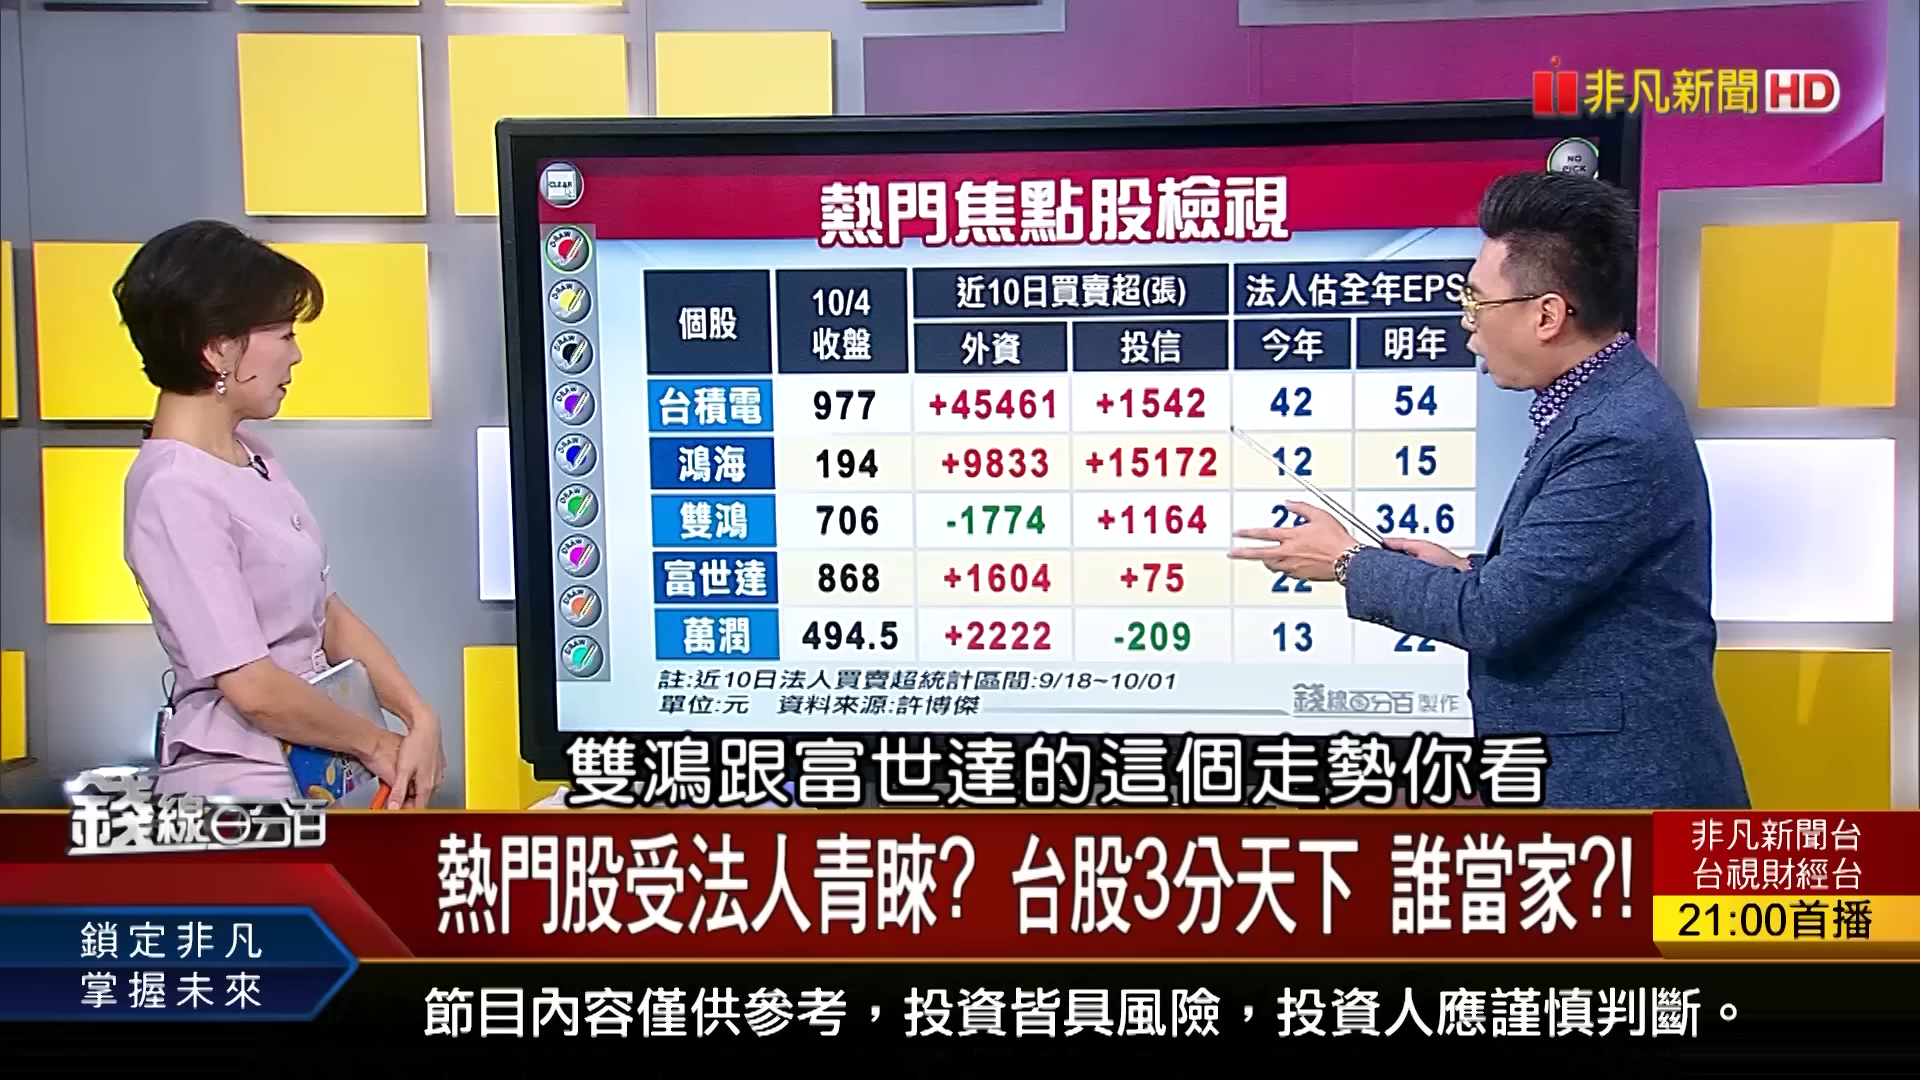 非凡新聞HD
CLEAR
NO
熱門焦點股檢視
個股 10/4收盤 近10日買賣超(張) 法人估全年EPS
外資 投信 今年 明年
台積電 977 +45461 +1542 42 54
鴻海 194 +9833 +15172 12 15
雙鴻 706 -1774 +1164 34.6
富世達 868 +1604 +75 22
萬潤 494.5 +2222 -209 13 22
註:近10日法人買賣超統計區間:9/18~10/01
單位:元 資料來源:許博傑
錢線百分百 製作
雙鴻跟富世達的這個走勢你看
錢線百分百
熱門股受法人青睞? 台股3分天下 誰當家?!
非凡新聞台
台視財經台
21:00首播
鎖定非凡
掌握未來
節目內容僅供參考，投資皆具風險，投資人應謹慎判斷。